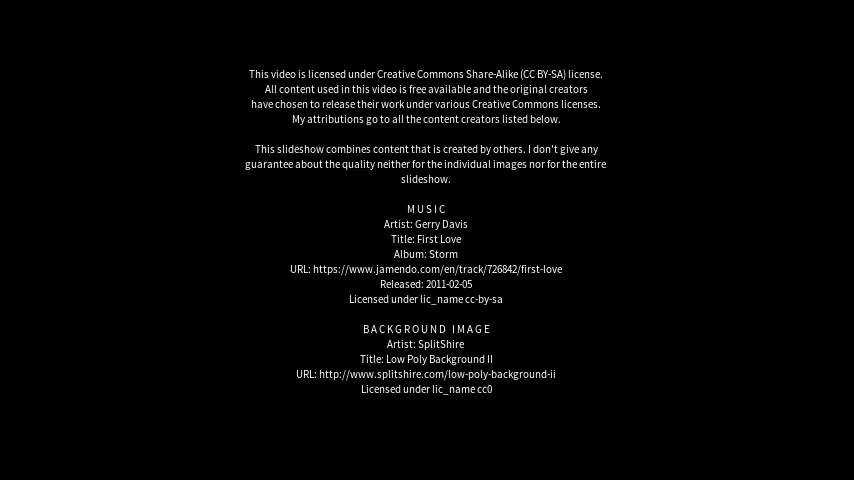 This video is licensed under Creative Commons Share-Alike (CC BY-SA) license.
All content used in this video is free available and the original creators
have chosen to release their work under various Creative Commons licenses.
My attributions go to all the content creators listed below.
This slideshow combines content that is created by others. I don't give any
guarantee about the quality neither for the individual images nor for the entire
slideshow.
MUSIC
Artist: Gerry Davis
Title: First Love
Album: Storm
URL: https://www.jamendo.com/en/track/726842/first-love
Released: 2011-02-05
Licensed under lic_name cc-by-sa
BACKGROUND IMAGE
Artist: SplitShire
Title: Low Poly Background II
URL: http://www.splitshire.com/low-poly-background-ii
Licensed under lic_name cc0